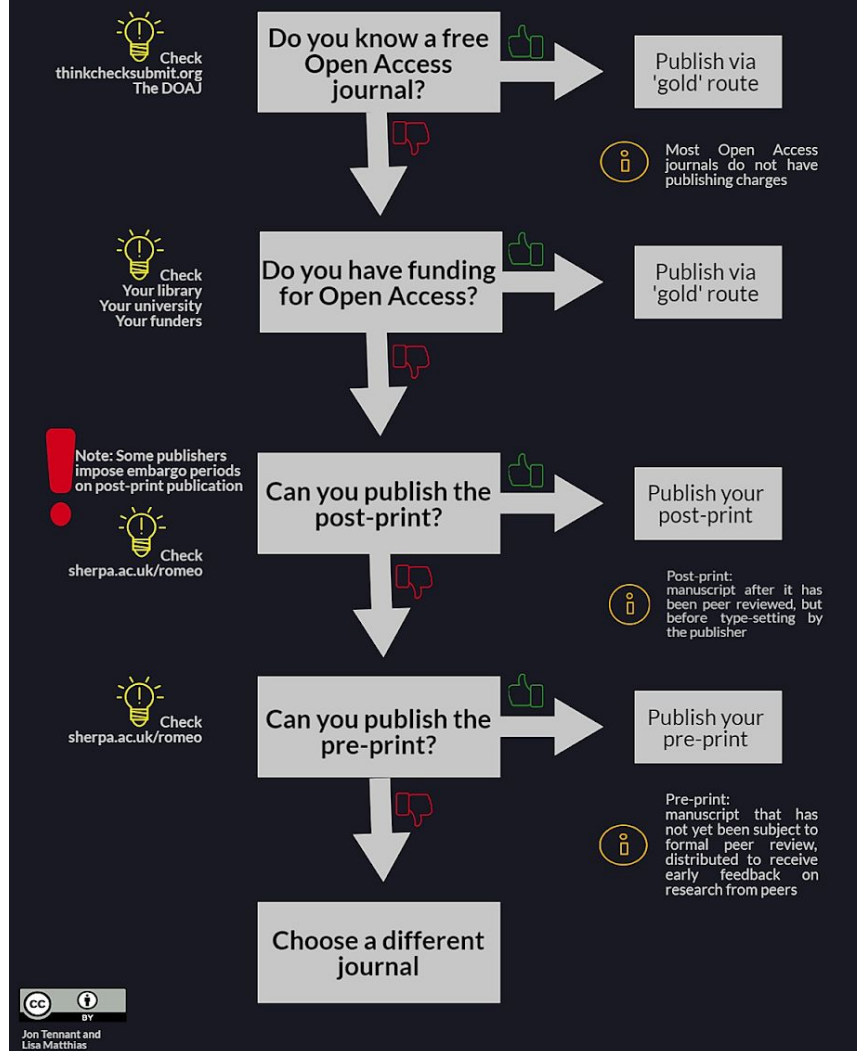 Check
thinkchecksubmit.org
The DOAJ
Do you know a free
Open Access
journal?
Publish via
'gold' route
Most Open Access
journals do not have
publishing charges
Check
Your library
Your university
Your funders
Do you have funding
for Open Access?
Publish via
'gold' route
Note: Some publishers
impose embargo periods
on post-print publication
Check
sherpa.ac.uk/romeo
Can you publish the
post-print?
Publish your
post-print
Post-print:
manuscript after it has
been peer reviewed, but
before type-setting by
the publisher
Check
sherpa.ac.uk/romeo
Can you publish the
pre-print?
Publish your
pre-print
Pre-print:
manuscript that has
not yet been subject to
formal peer review,
distributed to receive
early feedback on
research from peers
Choose a different
journal
cc
BY
Jon Tennant and
Lisa Matthias